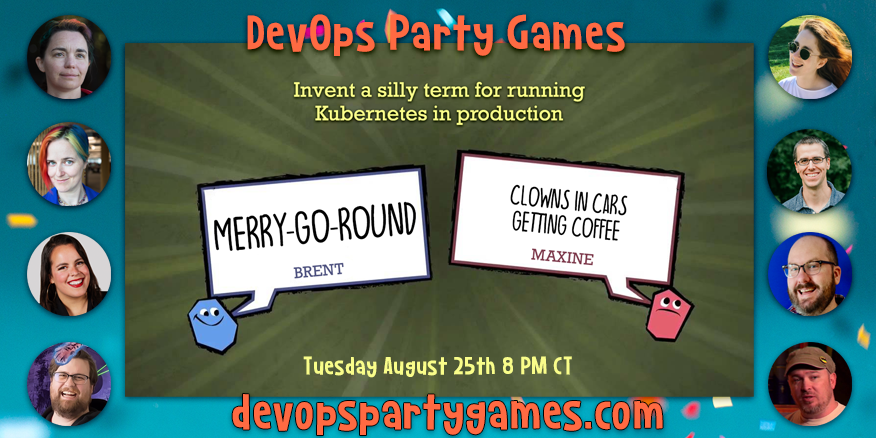 DevOps Party Games
Invent a silly term for running
Kubernetes in production
MERRY-GO-ROUND
BRENT
CLOWNS IN CARS
GETTING COFFEE
MAXINE
Tuesday August 25th 8 PM CT
devopspartygames.com